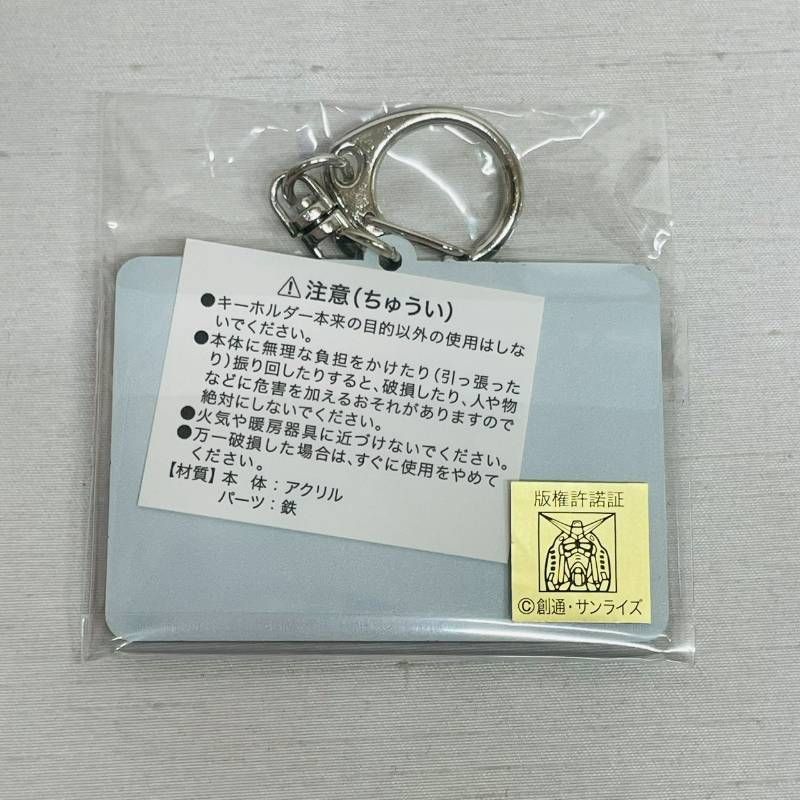 ⚠注意(ちゅうい)
●キーホルダー本来の目的以外の使用はしな
いでください。
●本体に無理な負担をかけたり(引っ張った
り)振り回したりすると、破損したり、人や物
などに危害を加えるおそれがありますので
絶対にしないでください。
●火気や暖房器具に近づけないでください。
●万一破損した場合は、すぐに使用をやめて
ください。
【材質】本 体:アクリル
パーツ:鉄
版権許諾証
©創通・サンライズ